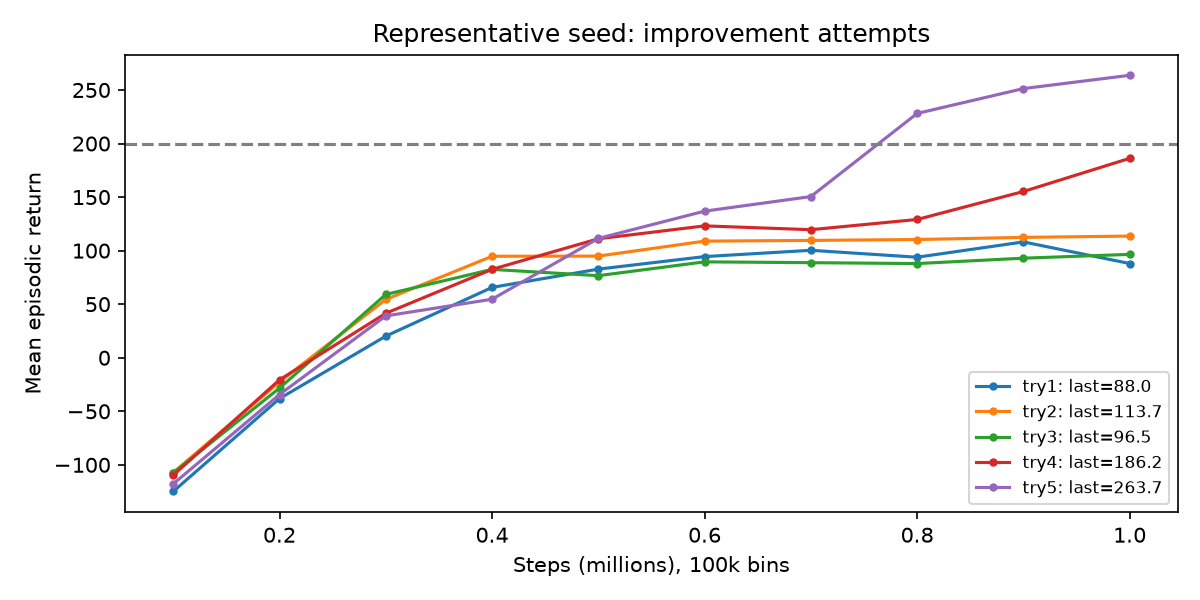 Representative seed: improvement attempts
Mean episodic return
250
200
150
100
50
0
−50
−100
0.2
0.4
0.6
0.8
1.0
Steps (millions), 100k bins
try1: last=88.0
try2: last=113.7
try3: last=96.5
try4: last=186.2
try5: last=263.7